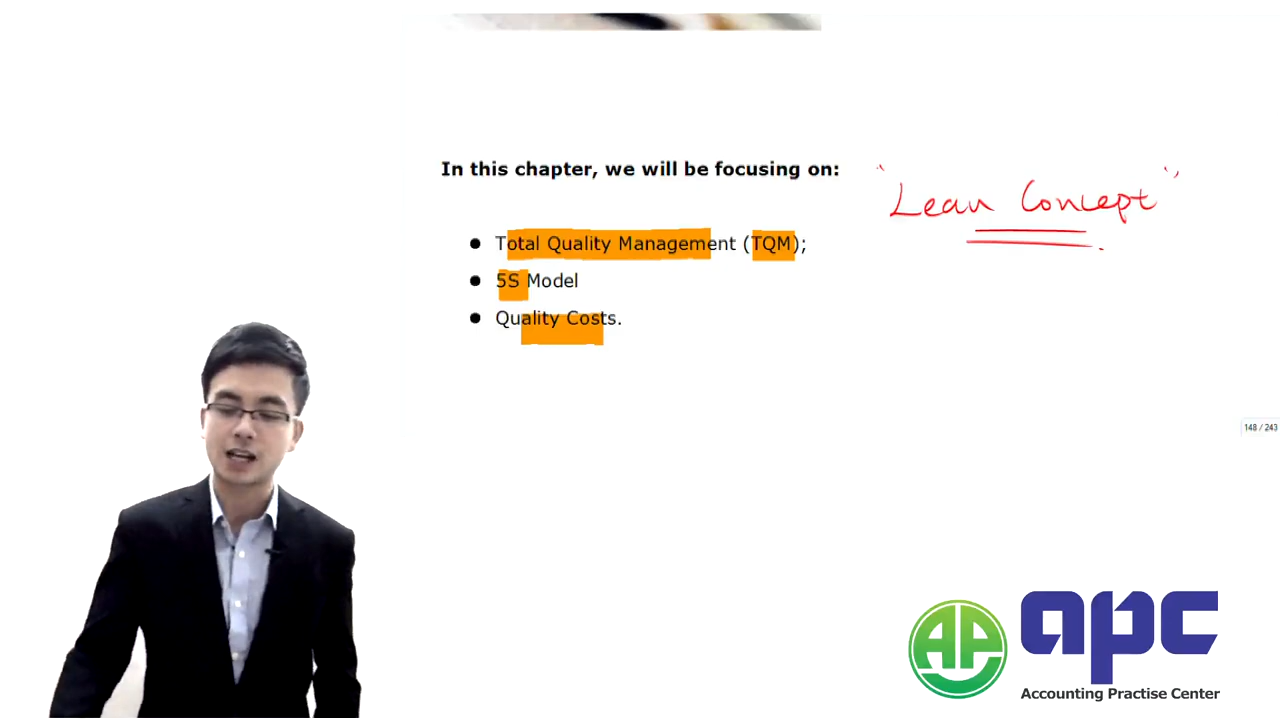 In this chapter, we will be focusing on:
"Lean Concept"
● Total Quality Management (TQM);
● 5S Model
● Quality Costs.
148 / 243
AP
apc
Accounting Practise Center